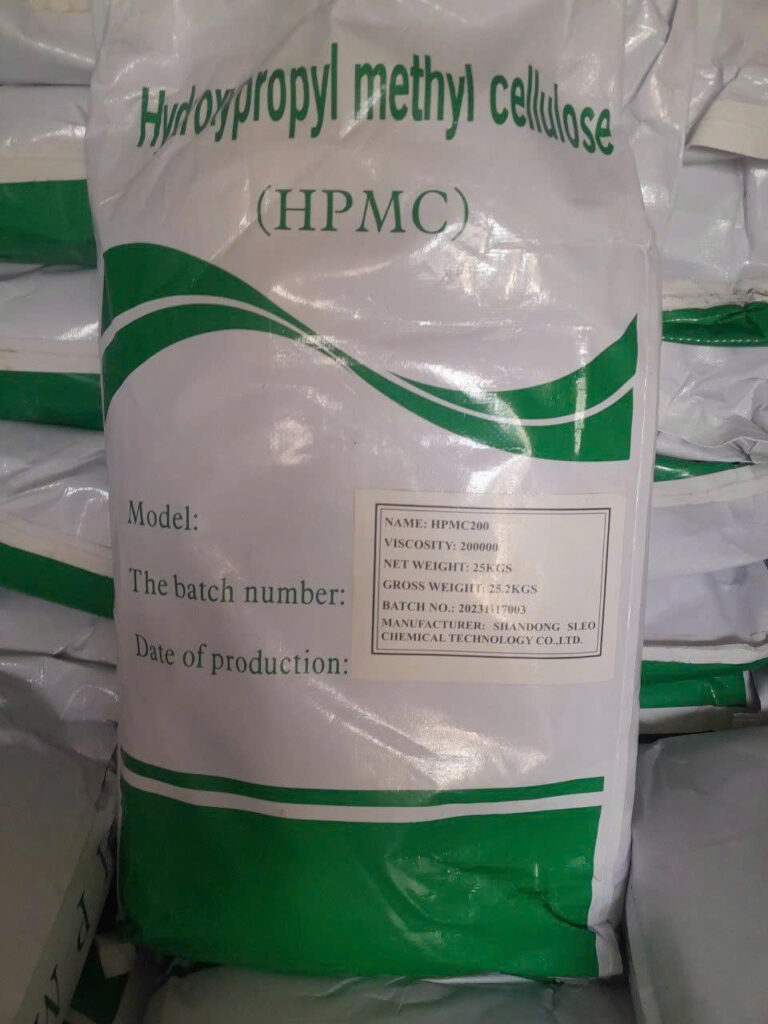 Hydroxypropyl methyl cellulose
(HPMC)
Model:
The batch number:
Date of production:
NAME: HPMC200
VISCOSITY: 200000
NET WEIGHT: 25KGS
GROSS WEIGHT: 25.2KGS
BATCH NO.: 20231117003
MANUFACTURER: SHANDONG SLEO
CHEMICAL TECHNOLOGY CO.,LTD.